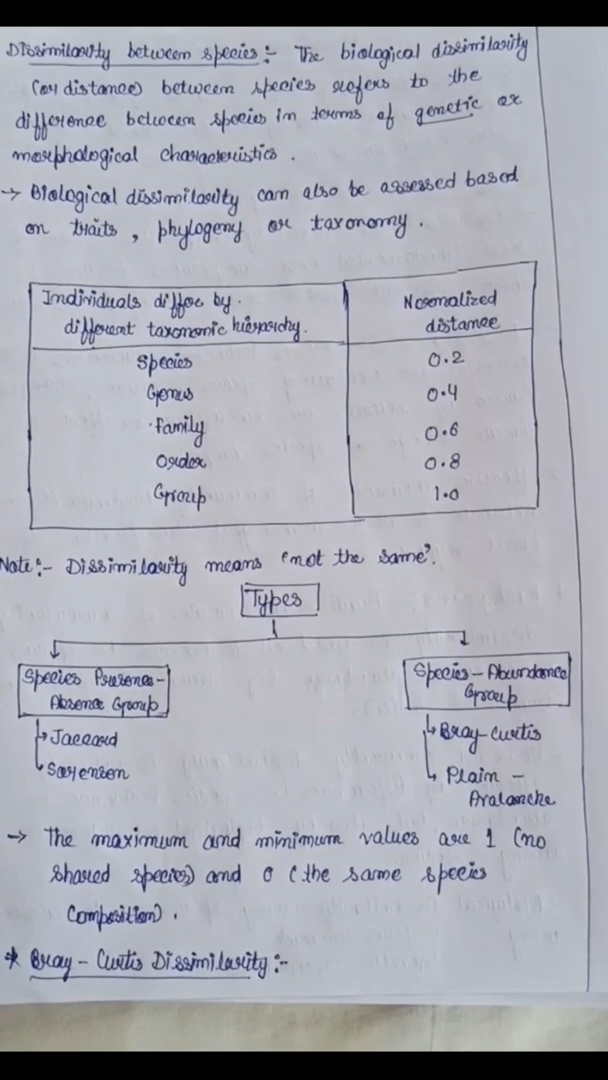 Dissimilarity between species :- The biological dissimilarity
(or distance) between species refers to the
difference between species in terms of genetic or
morphological characteristics.
→ Biological dissimilarity can also be assessed based
on traits, phylogeny or taxonomy.
Individuals differ by
different taxonomic hierarchy.
Normalized
distance
Species 0.2
Genus 0.4
Family 0.6
Order 0.8
Group 1.0
Note :- Dissimilarity means 'not the same'.
Types
Species Presence-
Absence Group
Jaccard
Sorenson
Species-Abundance
Group
Bray-Curtis
Plaim-
Avalanche
→ The maximum and minimum values are 1 (no
shared species) and 0 (the same species
composition).
* Bray-Curtis Dissimilarity :-